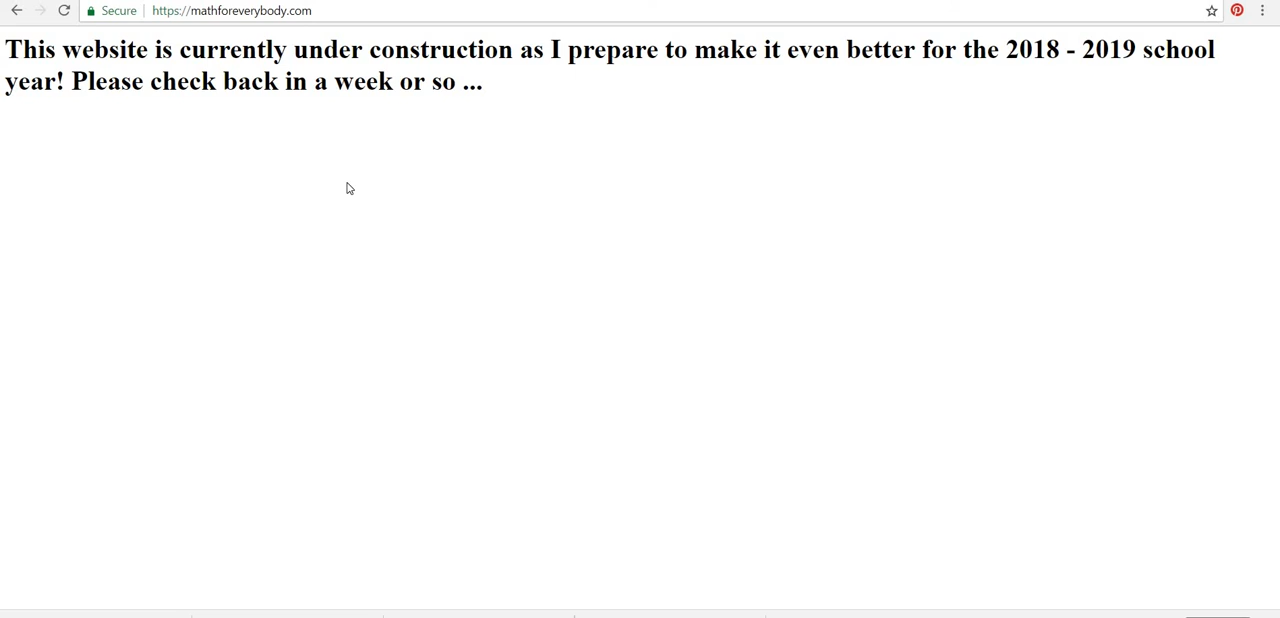 Secure https://mathforeverybody.com
This website is currently under construction as I prepare to make it even better for the 2018 - 2019 school
year! Please check back in a week or so ...